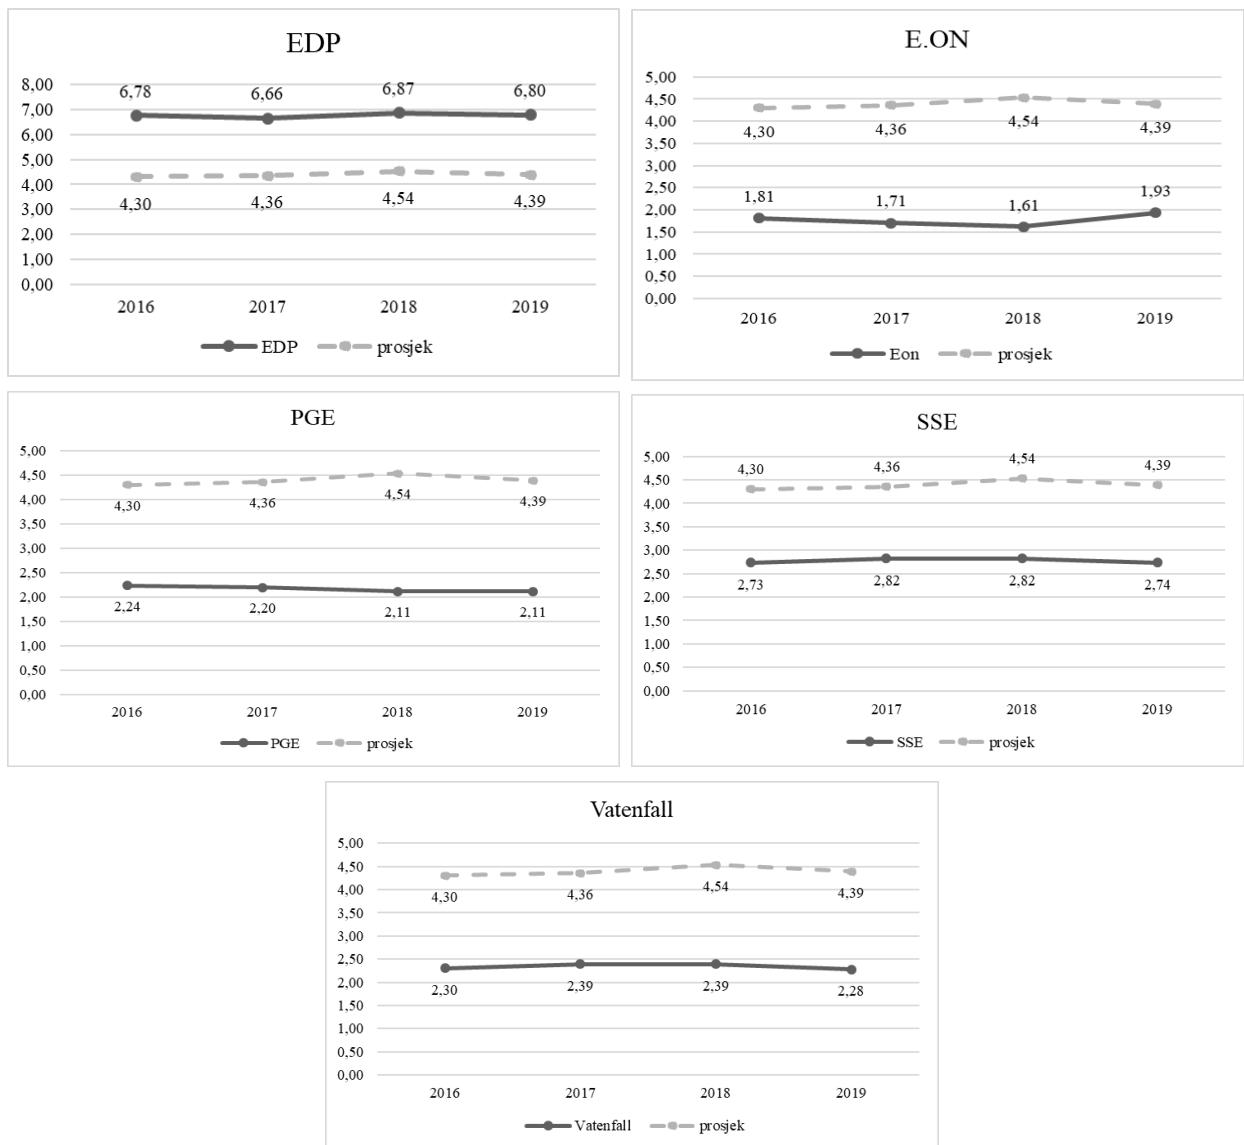 EDP
8,00
7,00
6,00
5,00
4,00
3,00
2,00
1,00
0,00
6,78 6,66 6,87 6,80
4,30 4,36 4,54 4,39
2016 2017 2018 2019
EDP prosjek
E.ON
5,00
4,50
4,00
3,50
3,00
2,50
2,00
1,50
1,00
0,50
0,00
4,30 4,36 4,54 4,39
1,81 1,71 1,61 1,93
2016 2017 2018 2019
Eon prosjek
PGE
5,00
4,50
4,00
3,50
3,00
2,50
2,00
1,50
1,00
0,50
0,00
4,30 4,36 4,54 4,39
2,24 2,20 2,11 2,11
2016 2017 2018 2019
PGE prosjek
SSE
5,00
4,50
4,00
3,50
3,00
2,50
2,00
1,50
1,00
0,50
0,00
4,30 4,36 4,54 4,39
2,73 2,82 2,82 2,74
2016 2017 2018 2019
SSE prosjek
Vatenfall
5,00
4,50
4,00
3,50
3,00
2,50
2,00
1,50
1,00
0,50
0,00
4,30 4,36 4,54 4,39
2,30 2,39 2,39 2,28
2016 2017 2018 2019
Vatenfall prosjek